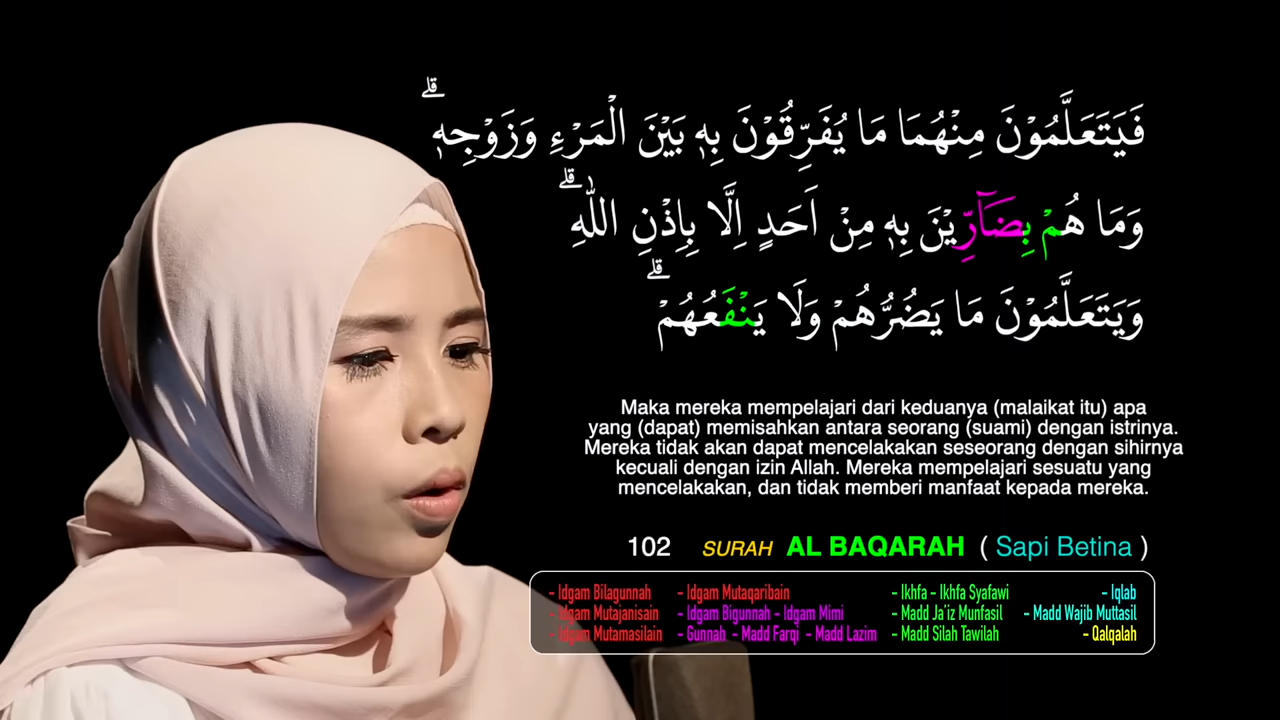 فَيَتَعَلَّمُوْنَ مِنْهُمَا مَا يُفَرِّقُوْنَ بِهٖ بَيْنَ الْمَرْءِ وَزَوْجِهٖ ۗ
وَمَا هُمْ بِضَاۤرِّيْنَ بِهٖ مِنْ اَحَدٍ اِلَّا بِاِذْنِ اللّٰهِ ۗ
وَيَتَعَلَّمُوْنَ مَا يَضُرُّهُمْ وَلَا يَنْفَعُهُمْ ۗ
Maka mereka mempelajari dari keduanya (malaikat itu) apa
yang (dapat) memisahkan antara seorang (suami) dengan istrinya.
Mereka tidak akan dapat mencelakakan seseorang dengan sihirnya
kecuali dengan izin Allah. Mereka mempelajari sesuatu yang
mencelakakan, dan tidak memberi manfaat kepada mereka.
102 SURAH AL BAQARAH ( Sapi Betina )
- Idgam Bilagunnah - Idgam Mutaqaribain - Ikhfa - Ikhfa Syafawi - Iqlab
- Idgam Mutajanisain - Idgam Bigunnah - Idgam Mimi - Madd Ja'iz Munfasil - Madd Wajib Muttasil
- Idgam Mutamasilain - Gunnah - Madd Farqi - Madd Lazim - Madd Silah Tawilah - Qalqalah